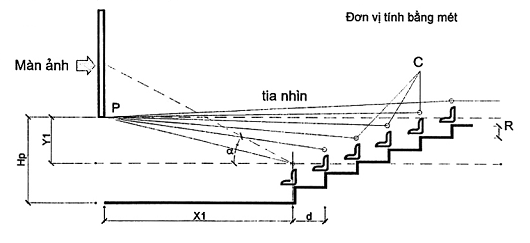 Đơn vị tính bằng mét
Màn ảnh
P
tia nhìn
C
R
Y1
Hp
α
X1
d